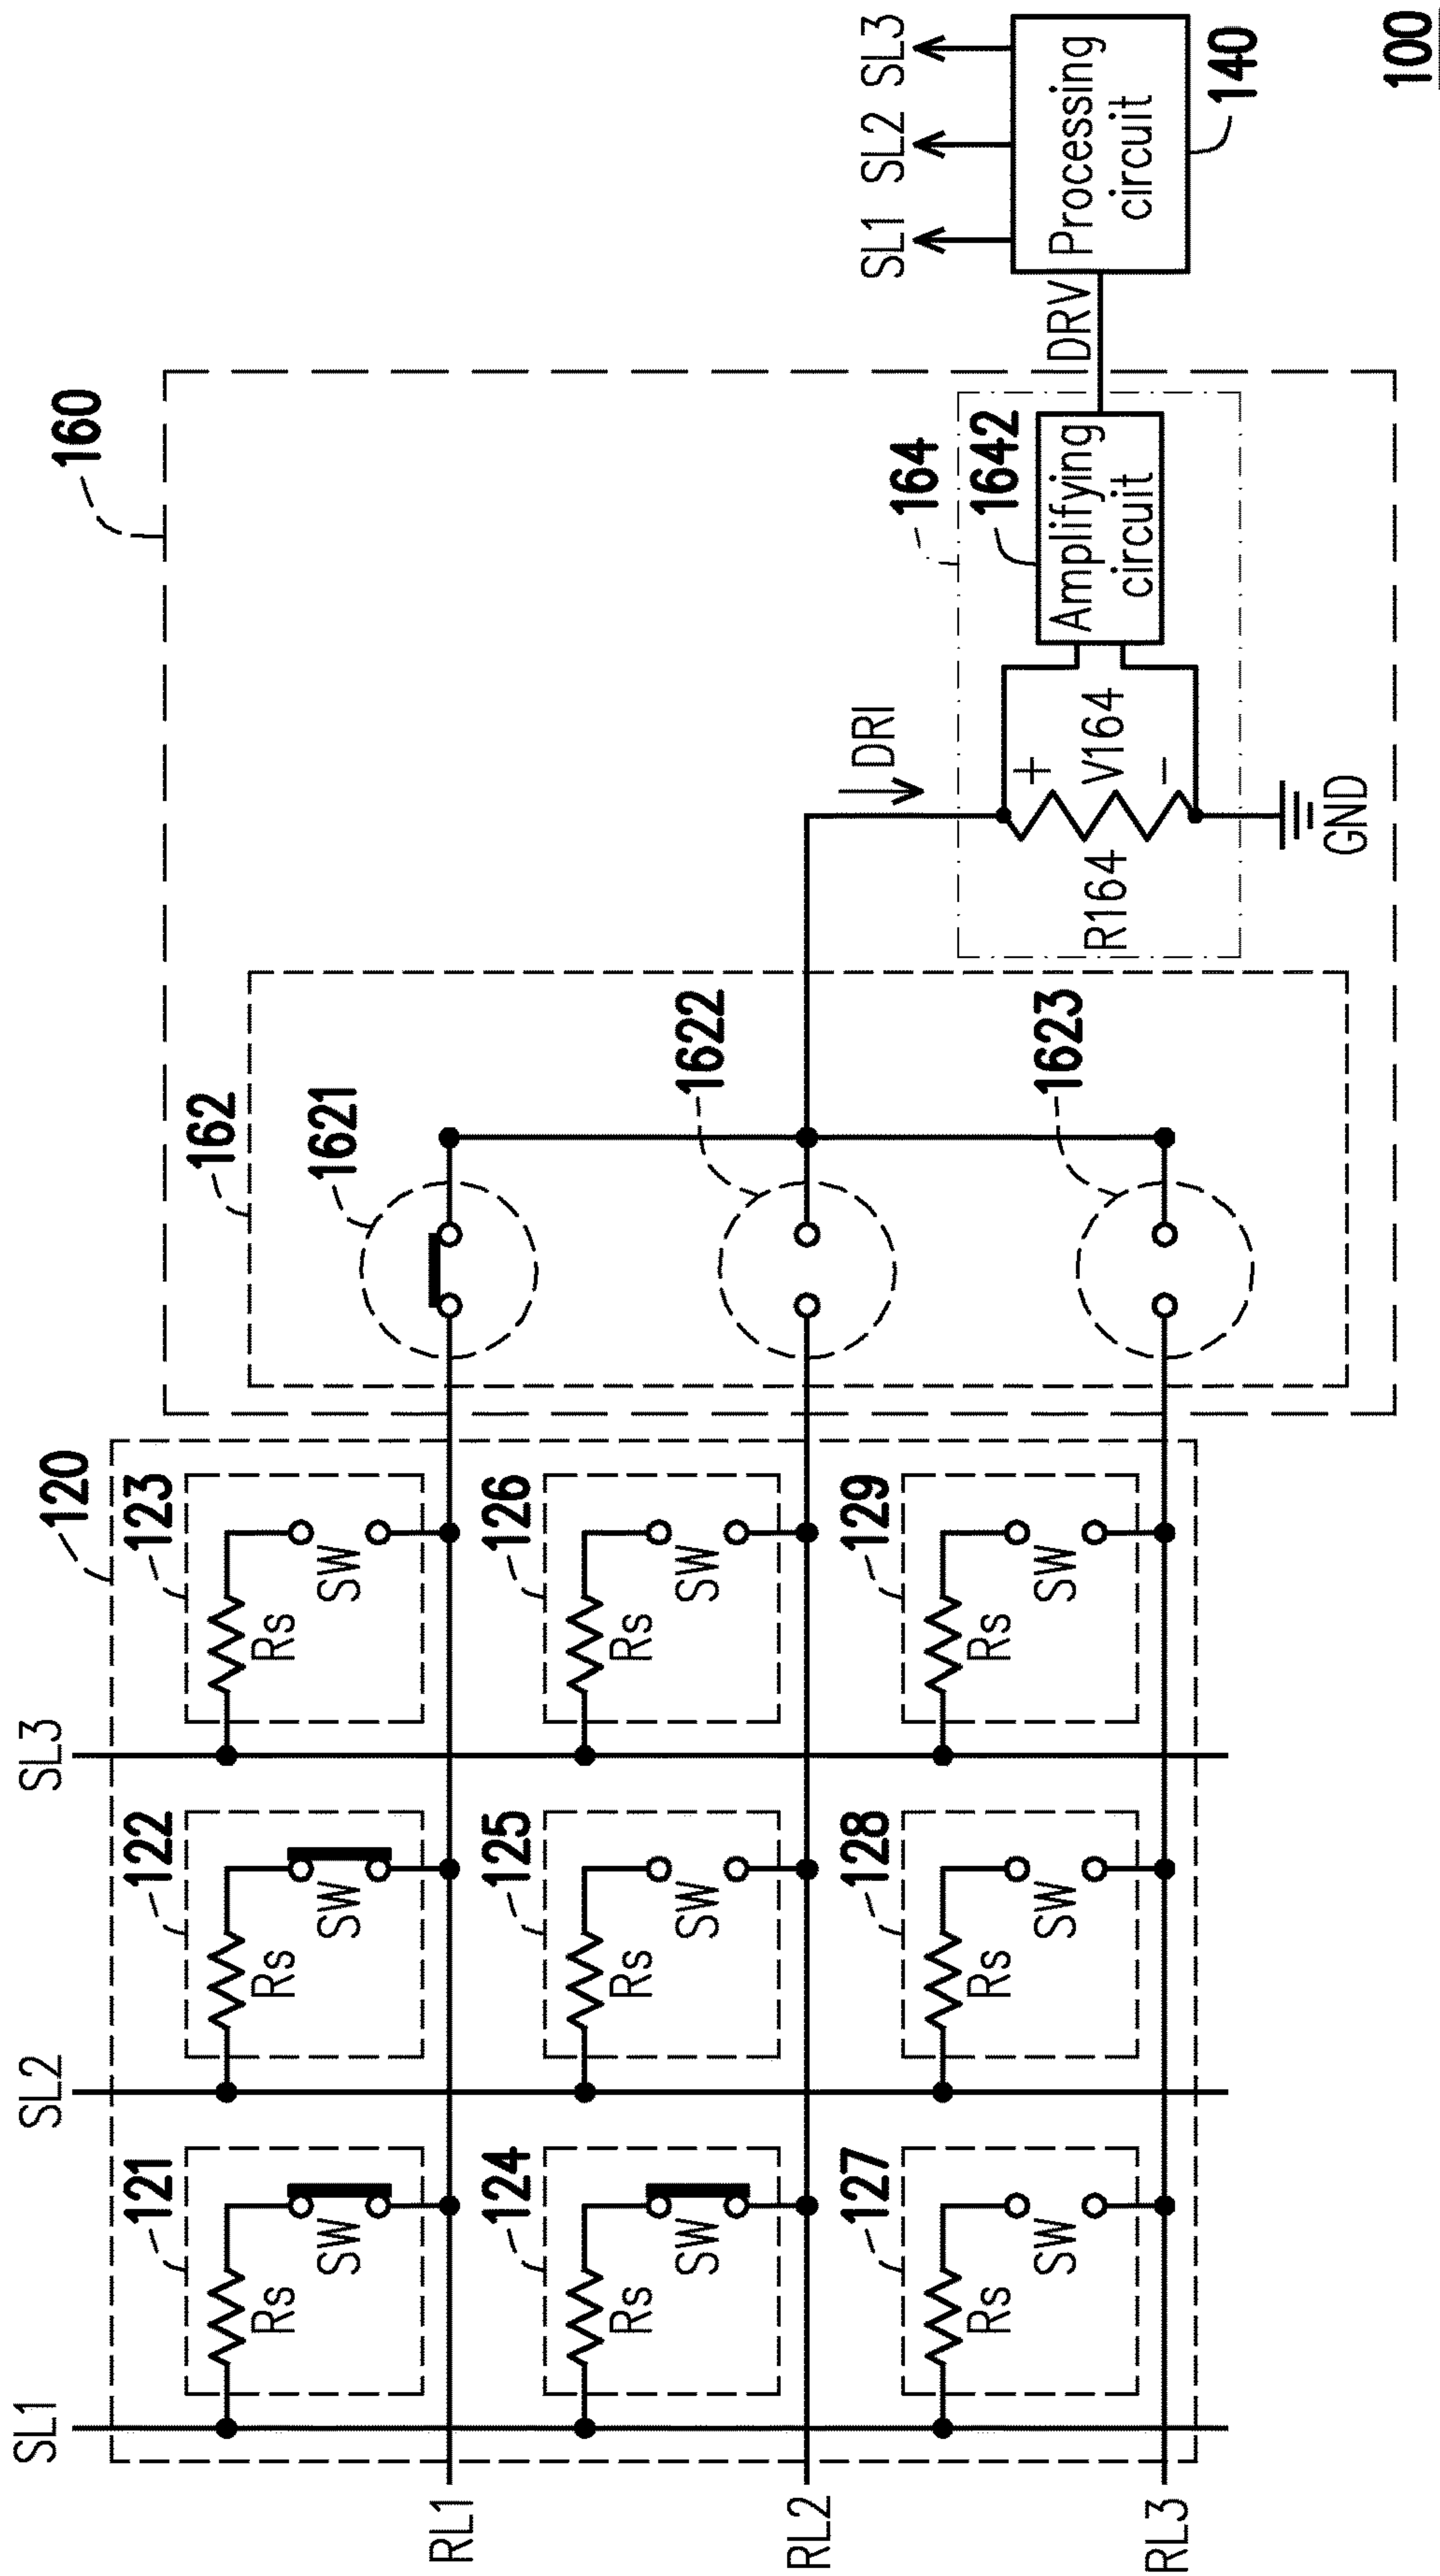 100
160
120
162
SL1
SL2
SL3
121
Rs
SW
122
Rs
SW
123
Rs
SW
1621
RL1
124
Rs
SW
125
Rs
SW
126
Rs
SW
1622
RL2
127
Rs
SW
128
Rs
SW
129
Rs
SW
1623
RL3
DRI
164
1642
R164
+
V164
-
Amplifying
circuit
GND
DRV
SL1
SL2
SL3
Processing
circuit
140